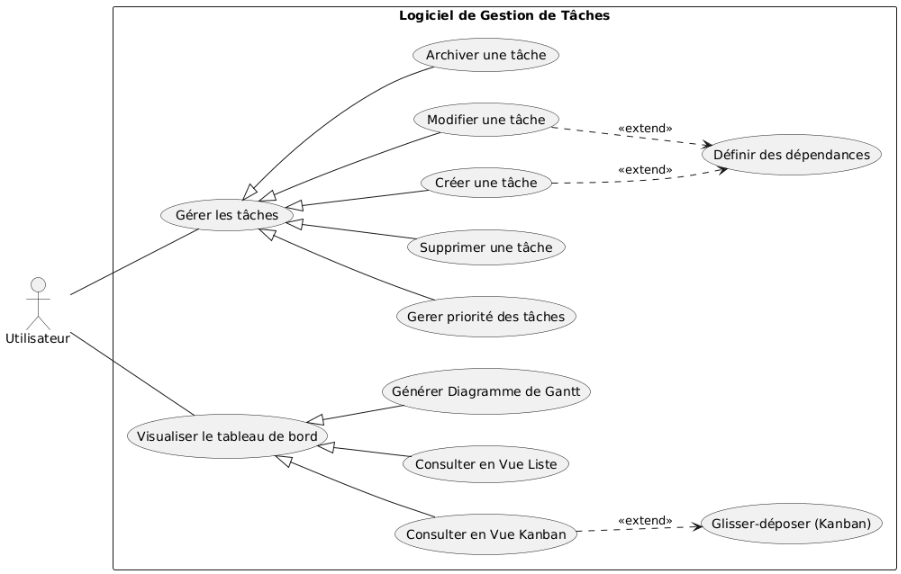 Logiciel de Gestion de Tâches
Archiver une tâche
Modifier une tâche
«extend»
Définir des dépendances
Créer une tâche
«extend»
Gérer les tâches
Supprimer une tâche
Gerer priorité des tâches
Utilisateur
Générer Diagramme de Gantt
Visualiser le tableau de bord
Consulter en Vue Liste
Consulter en Vue Kanban
«extend»
Glisser-déposer (Kanban)